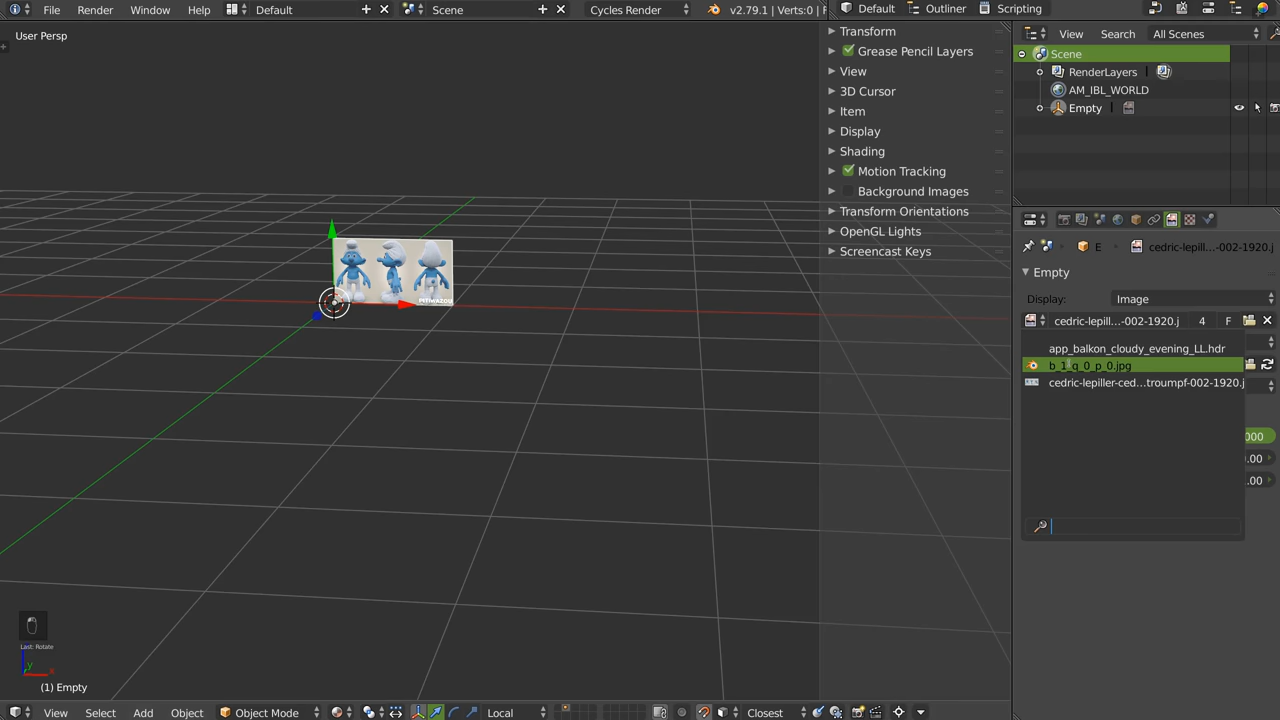 File Render Window Help Default Scene Cycles Render v2.79.1 | Verts:0 | F
Default Outliner Scripting
User Persp
Transform
Grease Pencil Layers
View
3D Cursor
Item
Display
Shading
Motion Tracking
Background Images
Transform Orientations
OpenGL Lights
Screencast Keys
View Search All Scenes
Scene
RenderLayers
AM_IBL_WORLD
Empty
E cedric-lepill...-002-1920.j
Empty
Display: Image
cedric-lepill...-002-1920.j 4 F
app_balkon_cloudy_evening_LL.hdr
b_1_q_0_p_0.jpg
cedric-lepiller-ced...troumpf-002-1920.j
000
.00
.00
PITIWAZOU
Last: Rotate
y
x
(1) Empty
View Select Add Object Object Mode Local Closest